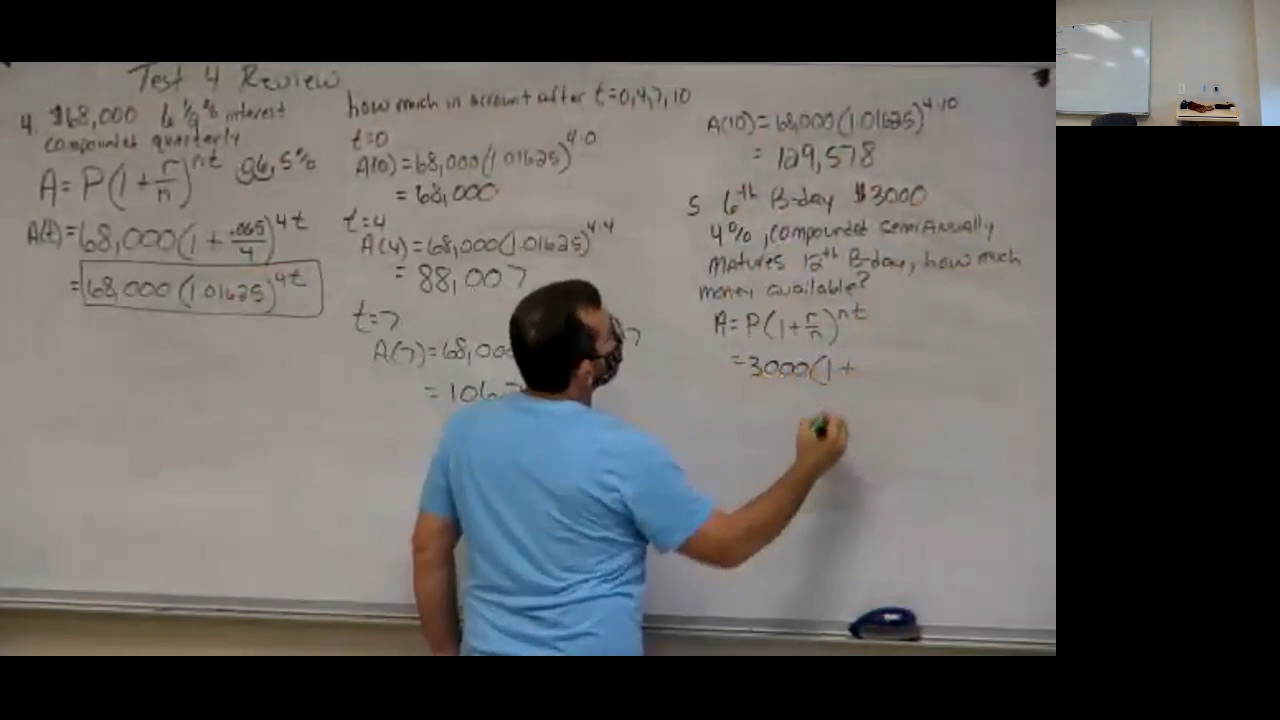 Test 4 Review
4. $68,000 6 1/2 % interest
compounded quarterly
A = P(1 + r/n)^nt 6.5%
A(t) = 68,000(1 + .065/4)^4t
= 68,000(1.01625)^4t
how much in account after t=0,4,7,10
t=0
A(0) = 68,000(1.01625)^4·0
= 68,000
t=4
A(4) = 68,000(1.01625)^4·4
= 88,007
t=7
A(7) = 68,000
= 106,
A(10) = 68,000(1.01625)^4·10
= 129,578
5 6th B-day $3000
4%, compounded semiAnnually
matures 12th B-day, how much
money available?
A = P(1 + r/n)^nt
= 3000(1 +